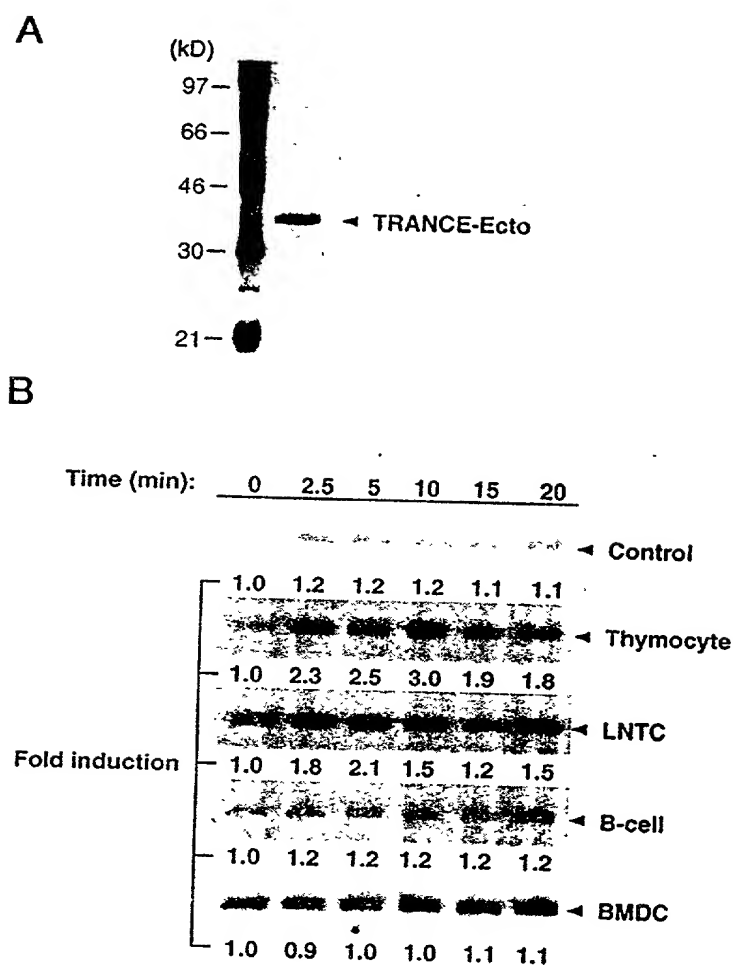 A
(kD)
97
66
46
TRANCE-Ecto
30
21
B
Time (min): 0 2.5 5 10 15 20
Control
1.0 1.2 1.2 1.2 1.1 1.1
Thymocyte
1.0 2.3 2.5 3.0 1.9 1.8
LNTC
Fold induction 1.0 1.8 2.1 1.5 1.2 1.5
B-cell
1.0 1.2 1.2 1.2 1.2 1.2
BMDC
1.0 0.9 1.0 1.0 1.1 1.1